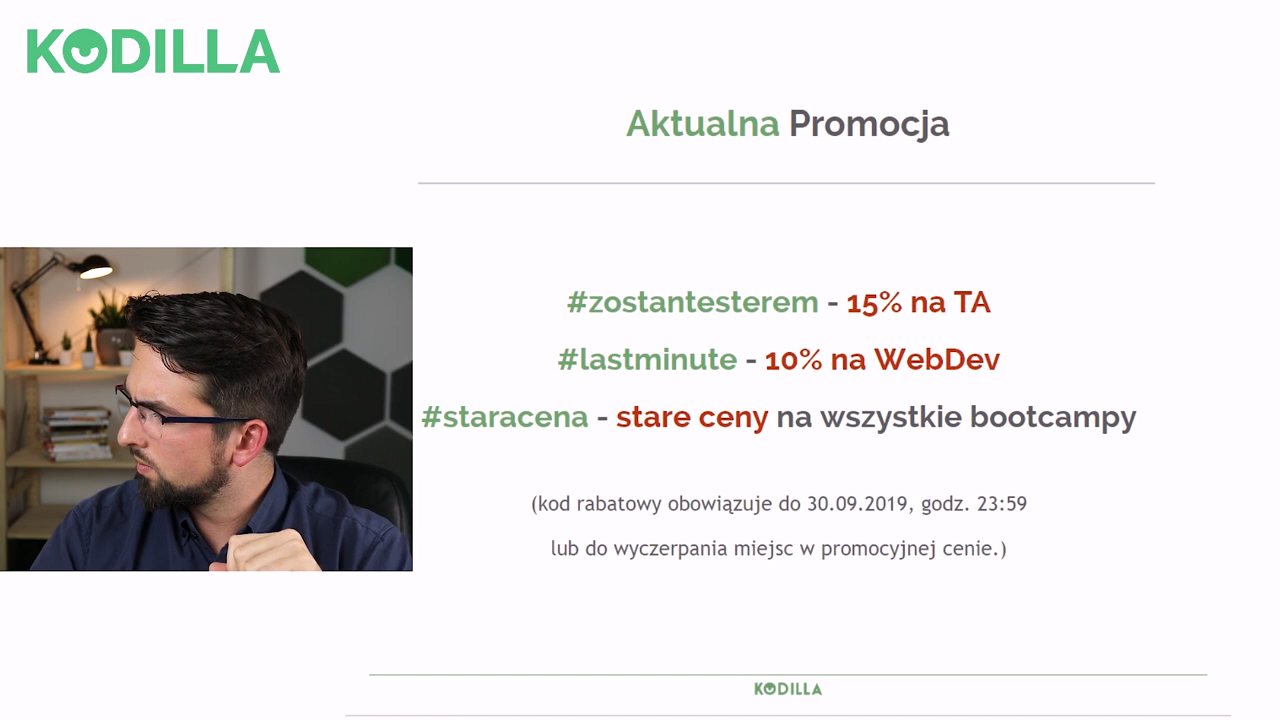 KODILLA
Aktualna Promocja
#zostantesterem - 15% na TA
#lastminute - 10% na WebDev
#staracena - stare ceny na wszystkie bootcampy
(kod rabatowy obowiązuje do 30.09.2019, godz. 23:59
lub do wyczerpania miejsc w promocyjnej cenie.)
KODILLA